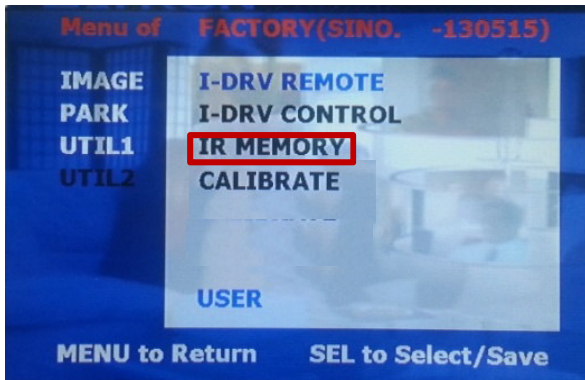 Menu of FACTORY(SINO. -130515)
IMAGE I-DRV REMOTE
PARK I-DRV CONTROL
UTIL1 IR MEMORY
UTIL2 CALIBRATE
USER
MENU to Return SEL to Select/Save